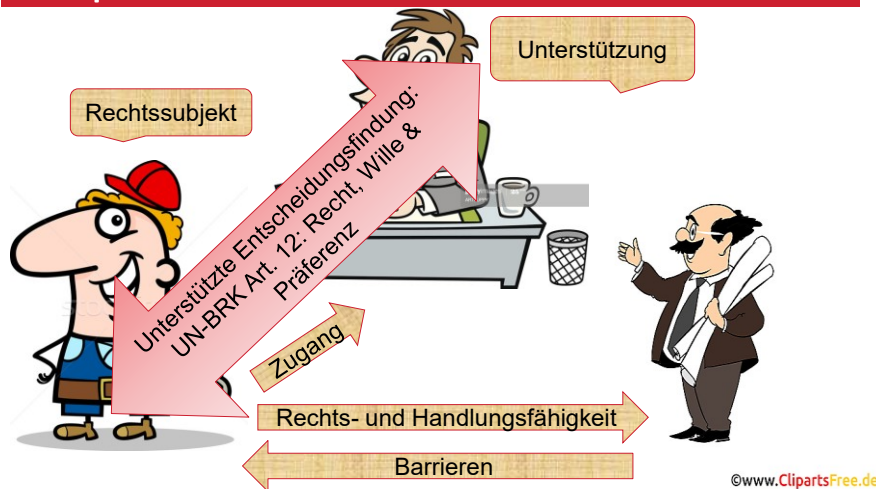 Unterstützung
Rechtssubjekt
Unterstützte Entscheidungsfindung:
UN-BRK Art. 12: Recht, Wille &
Präferenz
Zugang
Rechts- und Handlungsfähigkeit
Barrieren
©www.ClipartsFree.de